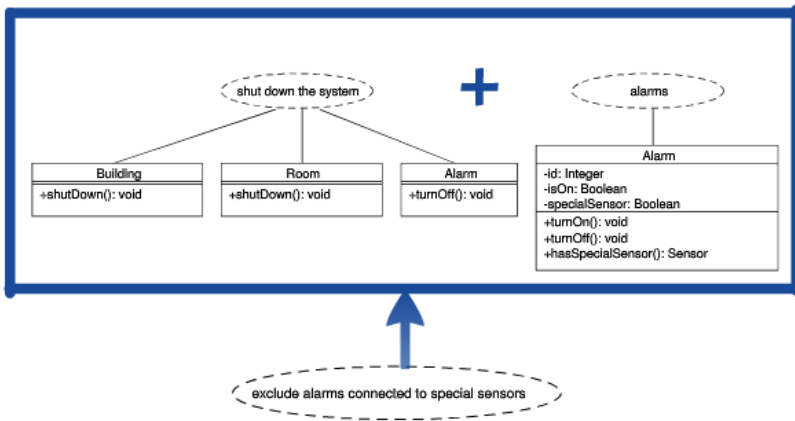 shut down the system
+
alarms
Building
+shutDown(): void
Room
+shutDown(): void
Alarm
+turnOff(): void
Alarm
-id: Integer
-isOn: Boolean
-specialSensor: Boolean
+turnOn(): void
+turnOff(): void
+hasSpecialSensor(): Sensor
exclude alarms connected to special sensors